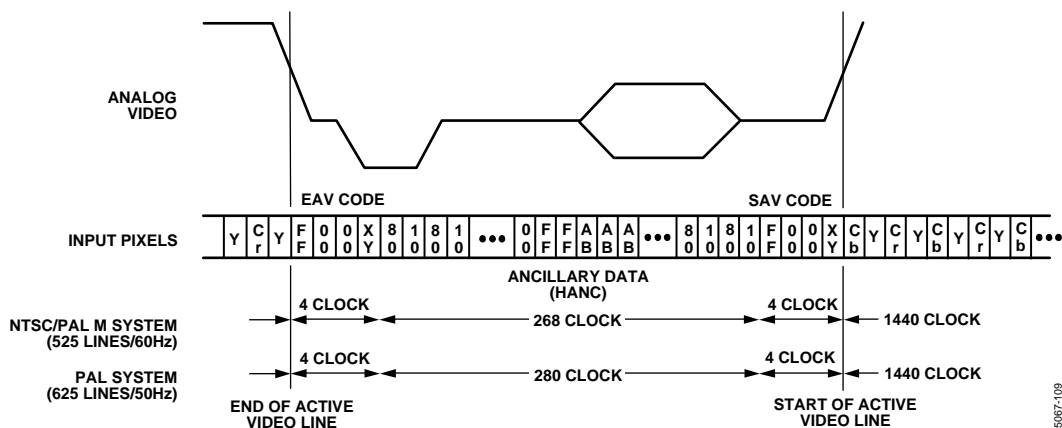 ANALOG
VIDEO
EAV CODE
SAV CODE
INPUT PIXELS
Y Cr Y FF 00 00 XY 80 10 80 10 ••• 00 FF FF AB AB AB ••• 80 10 80 10 FF 00 00 XY Cb Y Cr Y Cb Y Cr Y Cb •••
ANCILLARY DATA
(HANC)
NTSC/PAL M SYSTEM
(525 LINES/60Hz)
4 CLOCK
268 CLOCK
4 CLOCK
1440 CLOCK
PAL SYSTEM
(625 LINES/50Hz)
4 CLOCK
280 CLOCK
4 CLOCK
1440 CLOCK
END OF ACTIVE
VIDEO LINE
START OF ACTIVE
VIDEO LINE
5067-109